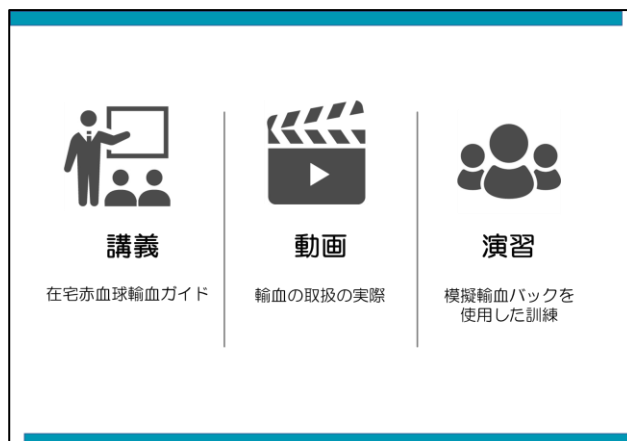 講義
在宅赤血球輸血ガイド
動画
輸血の取扱の実際
演習
模擬輸血バックを
使用した訓練